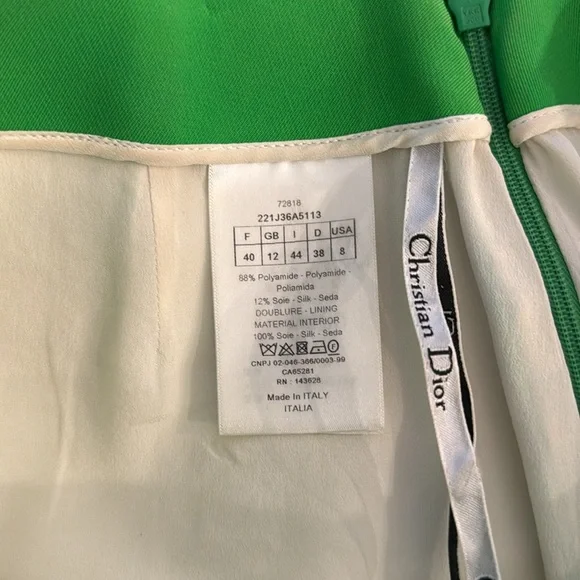 72818
221J36A5113
F GB I D USA
40 12 44 38 8
88% Polyamide - Polyamide -
Poliamida
12% Soie - Silk - Seda
DOUBLURE - LINING
MATERIAL INTERIOR
100% Soie - Silk - Seda
CNPJ 02-046-366/0003-99
CA65281
RN : 143628
Made In ITALY
ITALIA
Christian Dior